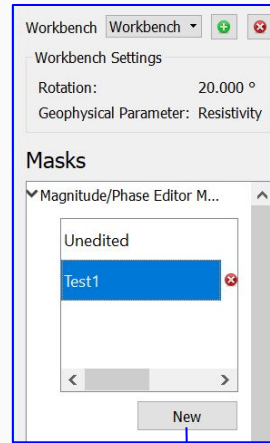 Workbench Workbench
Workbench Settings
Rotation: 20.000 °
Geophysical Parameter: Resistivity
Masks
Magnitude/Phase Editor M...
Unedited
Test1
New